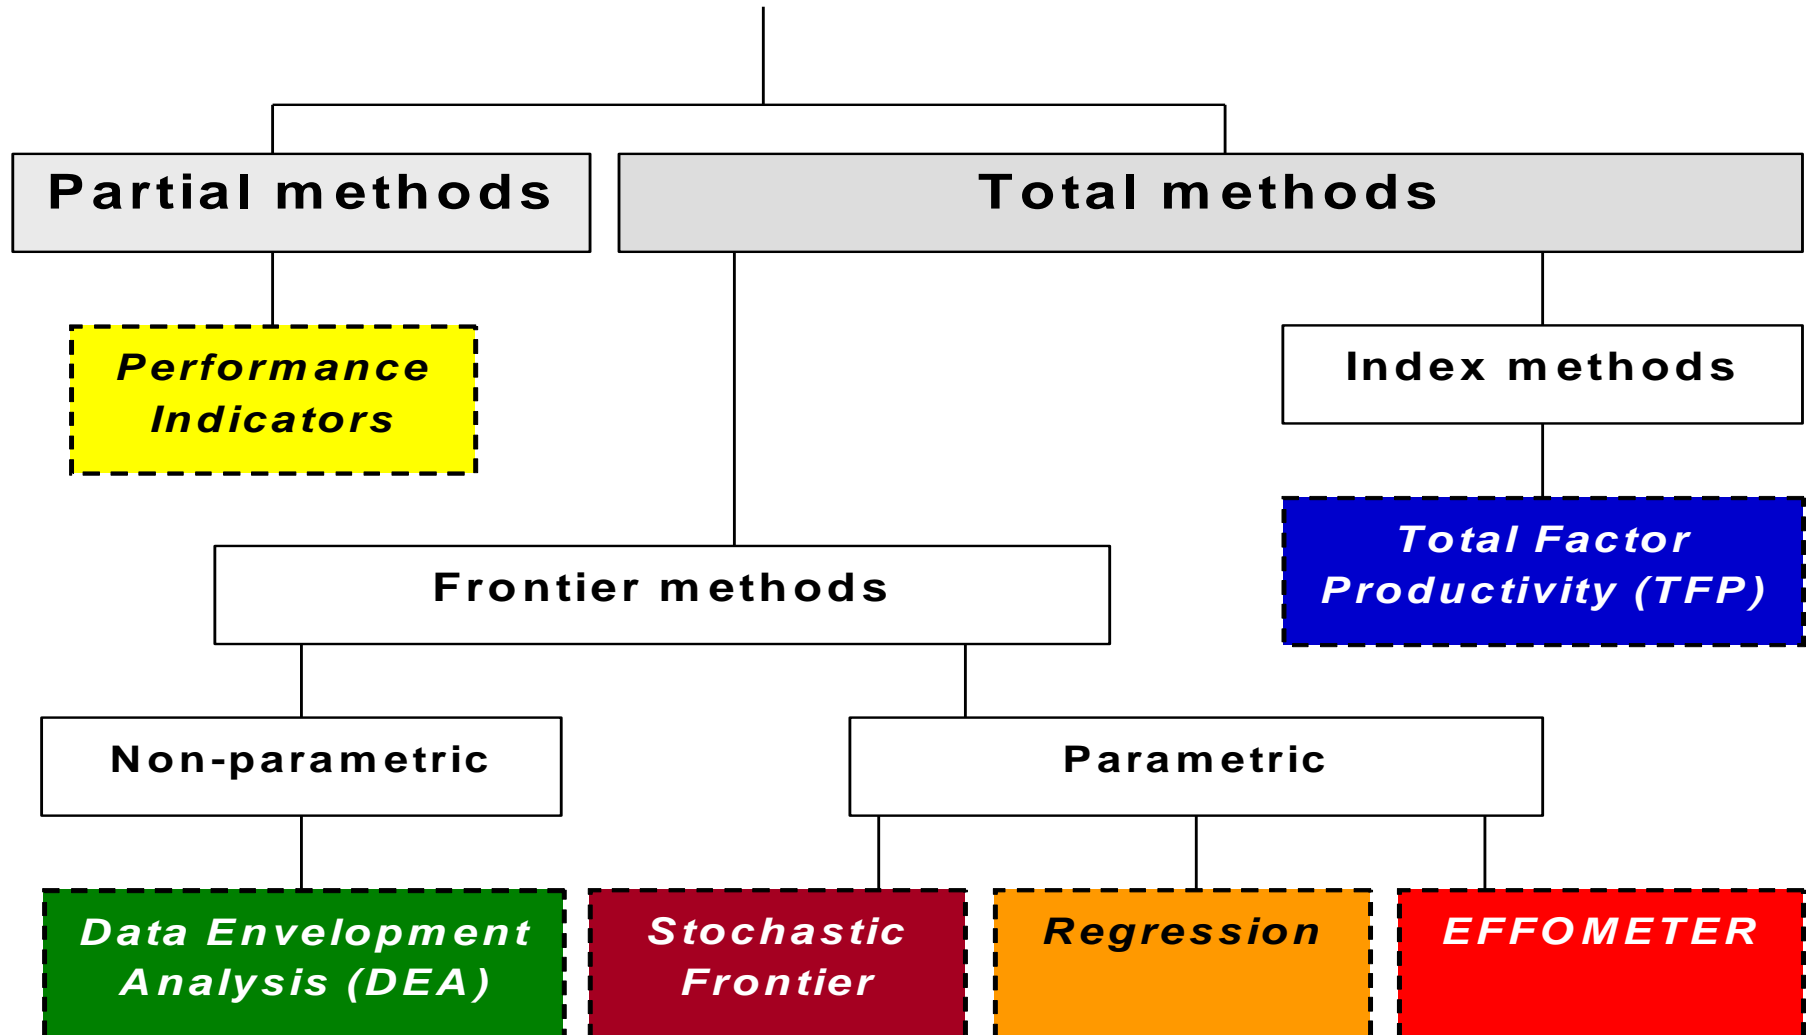 Partial methods
Total methods
Performance
Indicators
Index methods
Total Factor
Productivity (TFP)
Frontier methods
Non-parametric
Parametric
Data Envelopment
Analysis (DEA)
Stochastic
Frontier
Regression
EFFOMETER